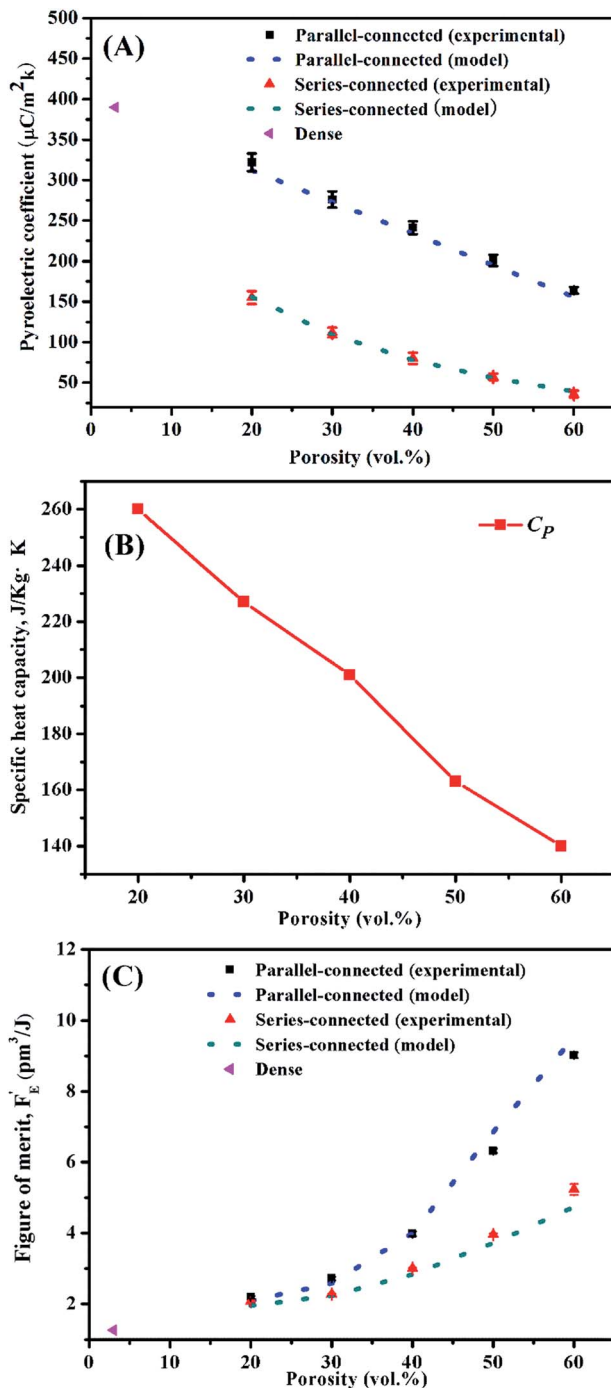 (A)
Parallel-connected (experimental)
Parallel-connected (model)
Series-connected (experimental)
Series-connected (model)
Dense
Pyroelectric coefficient (μC/m²k)
500
450
400
350
300
250
200
150
100
50
0 10 20 30 40 50 60
Porosity (vol.%)
(B)
C_P
Specific heat capacity, J/Kg· K
260
240
220
200
180
160
140
20 30 40 50 60
Porosity (vol.%)
(C)
Parallel-connected (experimental)
Parallel-connected (model)
Series-connected (experimental)
Series-connected (model)
Dense
Figure of merit, F'_E (pm³/J)
12
10
8
6
4
2
0 10 20 30 40 50 60
Porosity (vol.%)